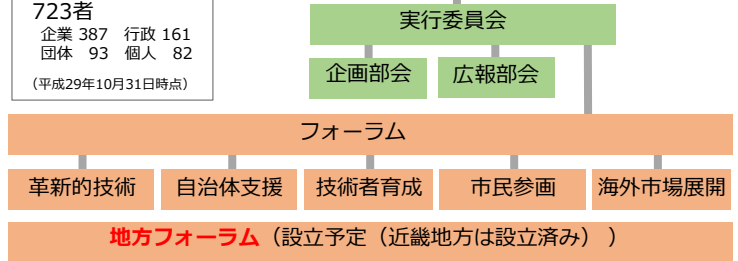 723者
企業 387 行政 161
団体 93 個人 82
（平成29年10月31日時点）
実行委員会
企画部会 広報部会
フォーラム
革新的技術 自治体支援 技術者育成 市民参画 海外市場展開
地方フォーラム（設立予定（近畿地方は設立済み） ）